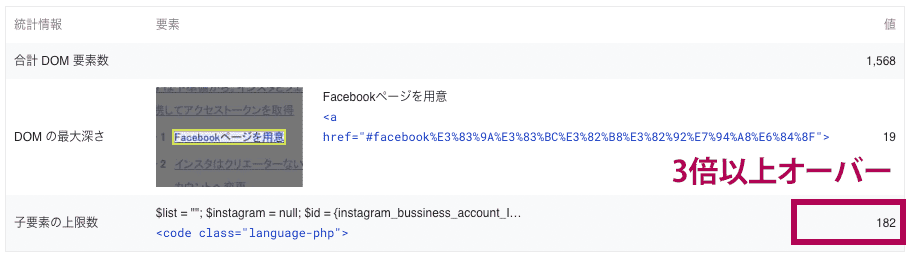 統計情報 要素 値
合計 DOM 要素数 1,568
Facebookページを用意
意してアクセストークンを取得
<a
1 Facebookページを用意
DOM の最大深さ
href="#facebook%E3%83%9A%E3%83%BC%E3%82%B8%E3%82%92%E7%94%A8%E6%84%8F">
19
2 インスタはクリエーターない
3倍以上オーバー
$list = ""; $instagram = null; $id = {instagram_bussiness_account_I…
子要素の上限数
182
<code class="language-php">